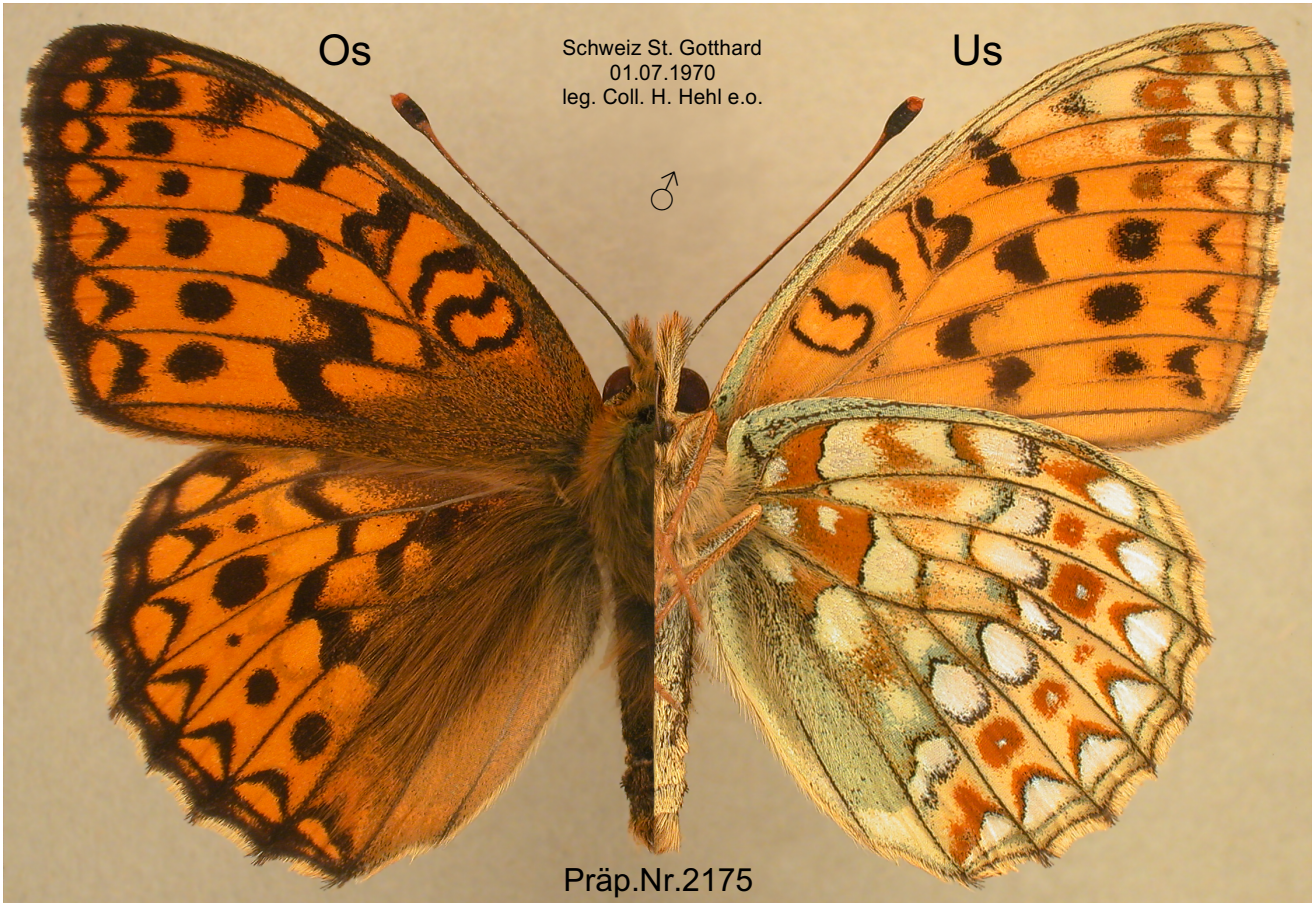 Os
Schweiz St. Gotthard
01.07.1970
leg. Coll. H. Hehl e.o.
Us
♂
Präp.Nr.2175